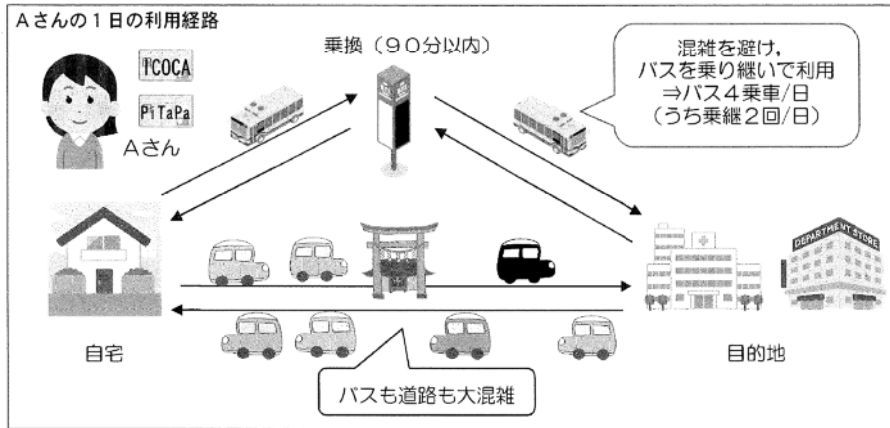 Aさんの1日の利用経路
ICOCA
PiTaPa
Aさん
乗換（90分以内）
混雑を避け，
バスを乗り継いで利用
⇒バス4乗車/日
（うち乗継2回/日）
DEPARTMENT STORE
自宅
目的地
バスも道路も大混雑